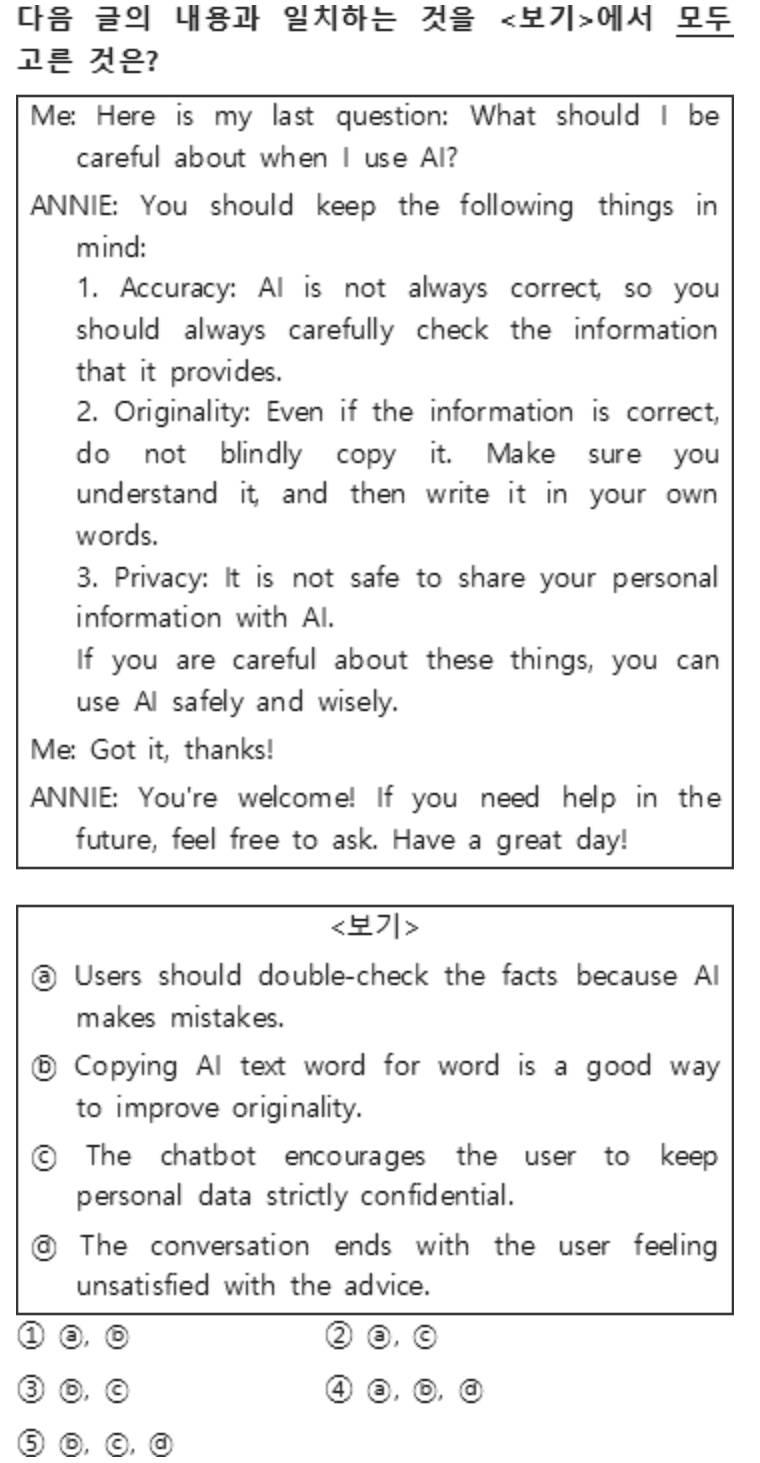 다음 글의 내용과 일치하는 것을 <보기>에서 모두
고른 것은?
Me: Here is my last question: What should I be
careful about when I use AI?
ANNIE: You should keep the following things in
mind:
1. Accuracy: AI is not always correct, so you
should always carefully check the information
that it provides.
2. Originality: Even if the information is correct,
do not blindly copy it. Make sure you
understand it, and then write it in your own
words.
3. Privacy: It is not safe to share your personal
information with AI.
If you are careful about these things, you can
use AI safely and wisely.
Me: Got it, thanks!
ANNIE: You're welcome! If you need help in the
future, feel free to ask. Have a great day!
<보기>
ⓐ Users should double-check the facts because AI
makes mistakes.
ⓑ Copying AI text word for word is a good way
to improve originality.
ⓒ The chatbot encourages the user to keep
personal data strictly confidential.
ⓓ The conversation ends with the user feeling
unsatisfied with the advice.
① ⓐ, ⓑ ② ⓐ, ⓒ
③ ⓑ, ⓒ ④ ⓐ, ⓑ, ⓓ
⑤ ⓑ, ⓒ, ⓓ